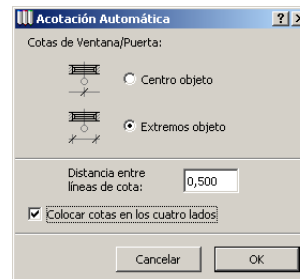 Acotación Automática
Cotas de Ventana/Puerta:
Centro objeto
Extremos objeto
Distancia entre
líneas de cota:
0,500
Colocar cotas en los cuatro lados
Cancelar
OK